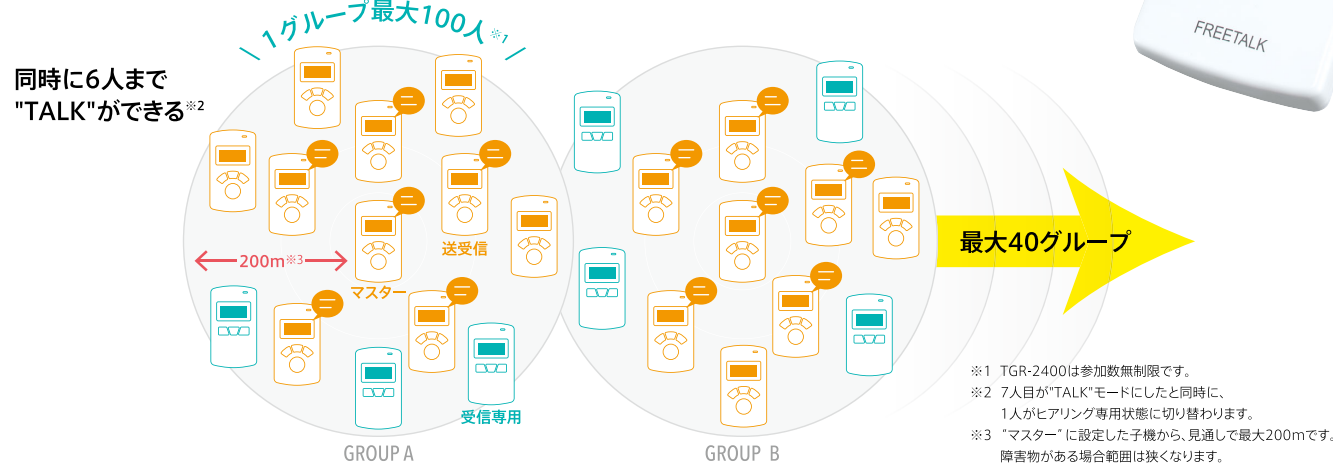 1グループ最大100人※1
FREETALK
同時に6人まで
"TALK"ができる※2
送受信
200m※3
マスター
最大40グループ
受信専用
GROUP A
GROUP B
※1 TGR-2400は参加数無制限です。
※2 7人目が"TALK"モードにしたと同時に、
1人がヒアリング専用状態に切り替わります。
※3 “マスター”に設定した子機から、見通しで最大200mです。
障害物がある場合範囲は狭くなります。